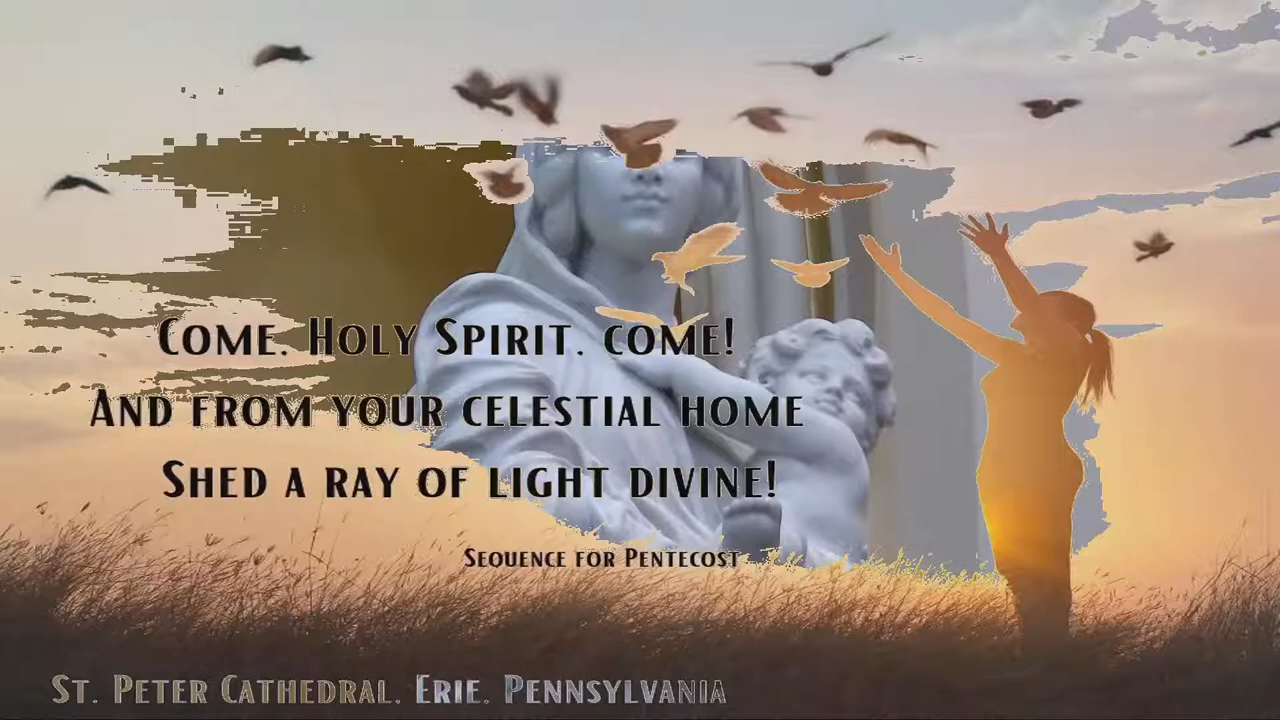 Come, Holy Spirit, come!
And from your celestial home
Shed a ray of light divine!
Sequence for Pentecost
St. Peter Cathedral, Erie, Pennsylvania